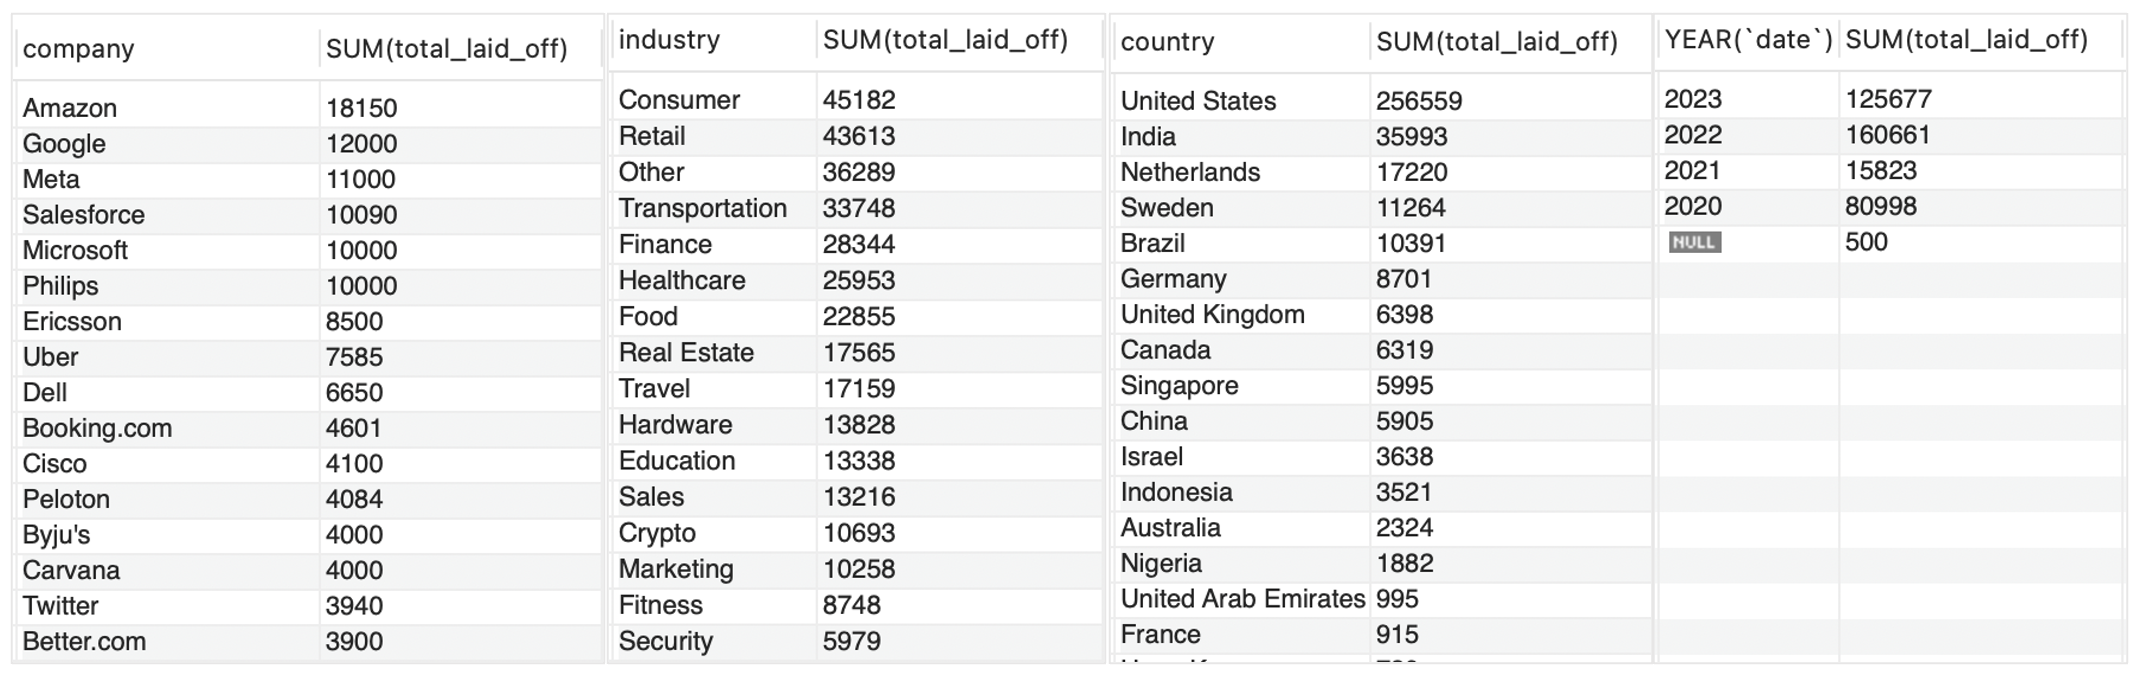 company SUM(total_laid_off)
Amazon 18150
Google 12000
Meta 11000
Salesforce 10090
Microsoft 10000
Philips 10000
Ericsson 8500
Uber 7585
Dell 6650
Booking.com 4601
Cisco 4100
Peloton 4084
Byju's 4000
Carvana 4000
Twitter 3940
Better.com 3900
industry SUM(total_laid_off)
Consumer 45182
Retail 43613
Other 36289
Transportation 33748
Finance 28344
Healthcare 25953
Food 22855
Real Estate 17565
Travel 17159
Hardware 13828
Education 13338
Sales 13216
Crypto 10693
Marketing 10258
Fitness 8748
Security 5979
country SUM(total_laid_off)
United States 256559
India 35993
Netherlands 17220
Sweden 11264
Brazil 10391
Germany 8701
United Kingdom 6398
Canada 6319
Singapore 5995
China 5905
Israel 3638
Indonesia 3521
Australia 2324
Nigeria 1882
United Arab Emirates 995
France 915
YEAR(`date`) SUM(total_laid_off)
2023 125677
2022 160661
2021 15823
2020 80998
NULL 500